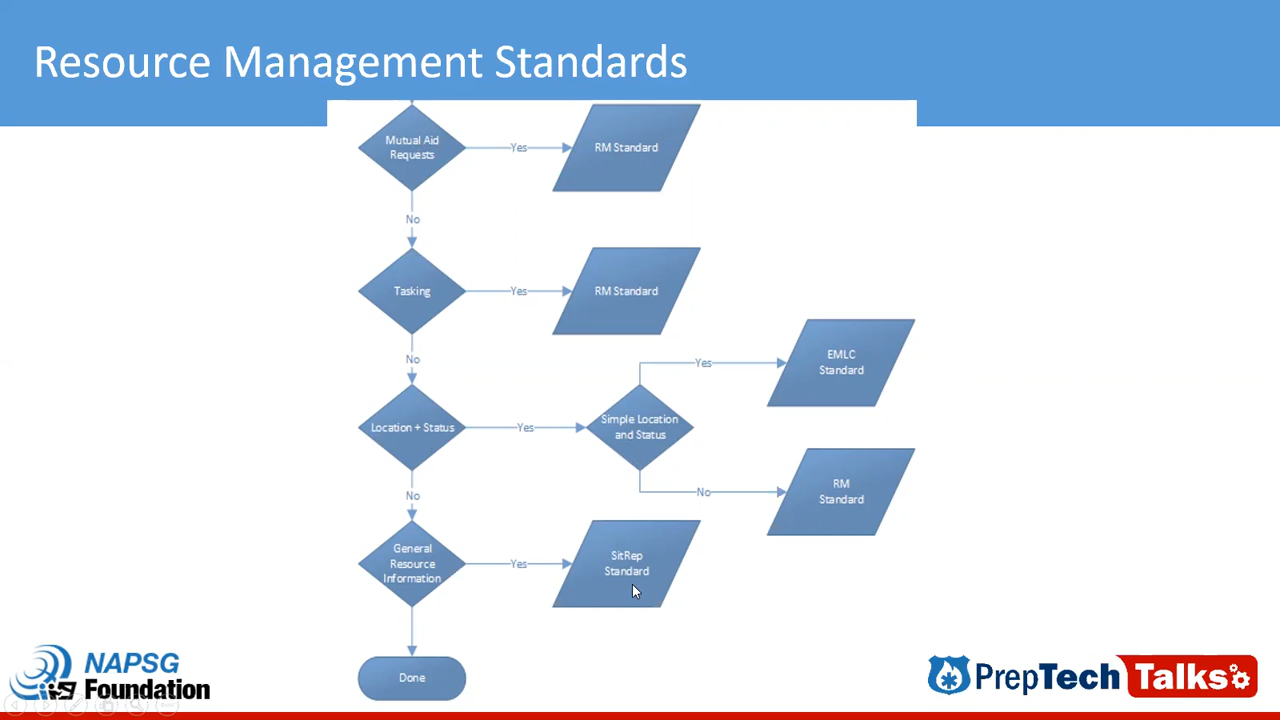 Resource Management Standards
Mutual Aid
Requests
Yes
RM Standard
No
Tasking
Yes
RM Standard
No
Location + Status
Yes
Simple Location
and Status
Yes
EMLC
Standard
No
RM
Standard
No
General
Resource
Information
Yes
SitRep
Standard
Done
NAPSG
Foundation
PrepTech Talks